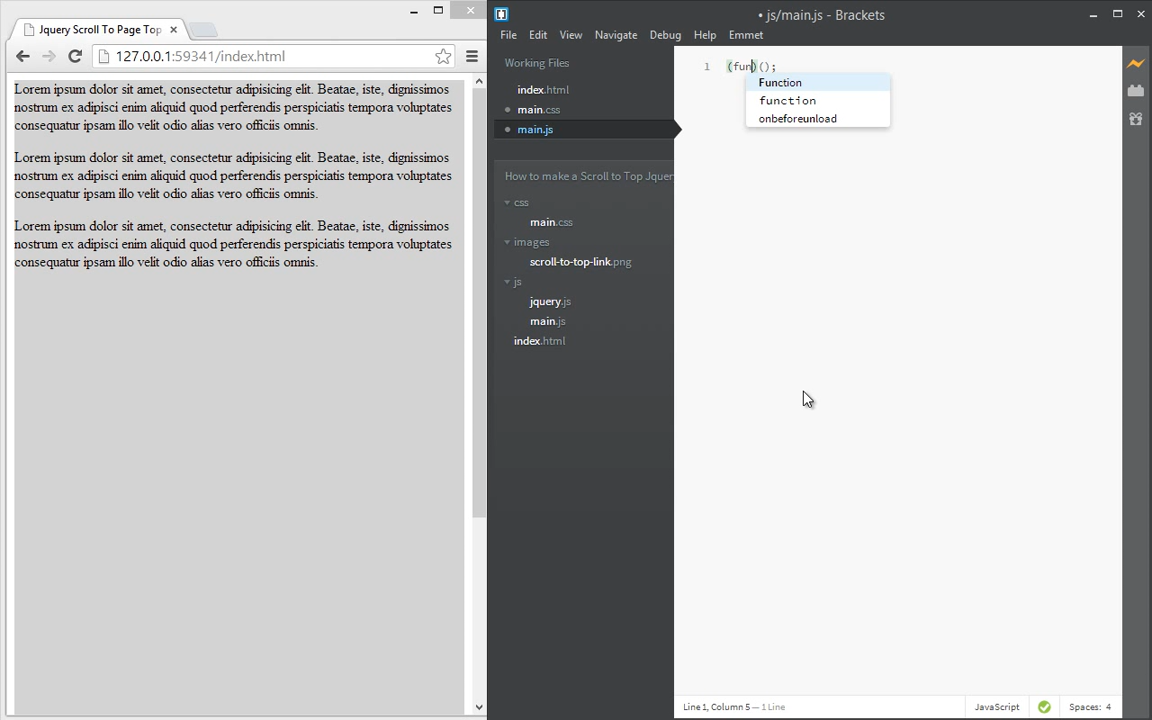 Jquery Scroll To Page Top
127.0.0.1:59341/index.html
Lorem ipsum dolor sit amet, consectetur adipisicing elit. Beatae, iste, dignissimos
nostrum ex adipisci enim aliquid quod perferendis perspiciatis tempora voluptates
consequatur ipsam illo velit odio alias vero officiis omnis.
Lorem ipsum dolor sit amet, consectetur adipisicing elit. Beatae, iste, dignissimos
nostrum ex adipisci enim aliquid quod perferendis perspiciatis tempora voluptates
consequatur ipsam illo velit odio alias vero officiis omnis.
Lorem ipsum dolor sit amet, consectetur adipisicing elit. Beatae, iste, dignissimos
nostrum ex adipisci enim aliquid quod perferendis perspiciatis tempora voluptates
consequatur ipsam illo velit odio alias vero officiis omnis.
• js/main.js - Brackets
File Edit View Navigate Debug Help Emmet
Working Files
index.html
main.css
main.js
How to make a Scroll to Top Jquer
css
main.css
images
scroll-to-top-link.png
js
jquery.js
main.js
index.html
1 (fun)();
Function
function
onbeforeunload
Line 1, Column 5 — 1 Line
JavaScript
Spaces: 4